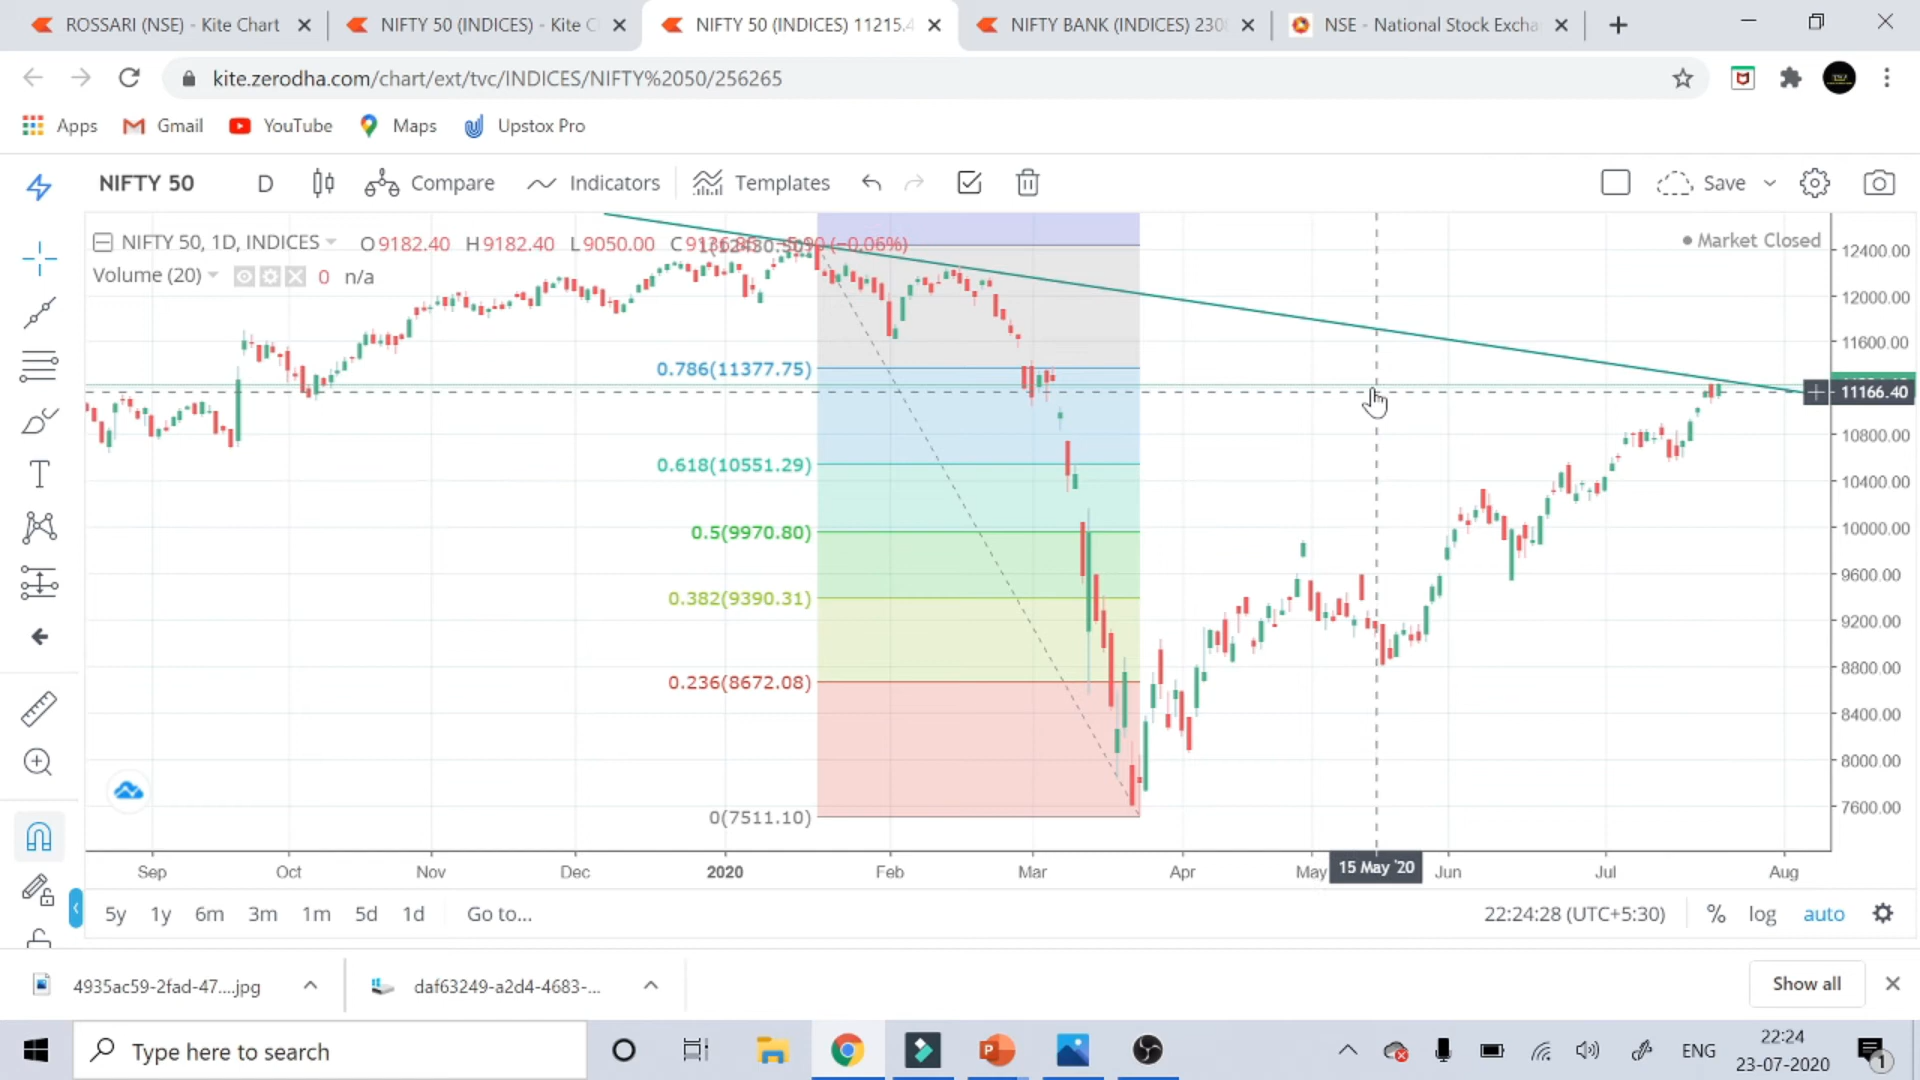 ROSSARI (NSE) - Kite Chart
NIFTY 50 (INDICES) - Kite C
NIFTY 50 (INDICES) 11215.4
NIFTY BANK (INDICES) 230
NSE - National Stock Excha
kite.zerodha.com/chart/ext/tvc/INDICES/NIFTY%2050/256265
Apps
Gmail
YouTube
Maps
Upstox Pro
NIFTY 50
D
Compare
Indicators
Templates
Save
NIFTY 50, 1D, INDICES
O9182.40 H9182.40 L9050.00 C9136.85 −5.90 (−0.06%)
Market Closed
Volume (20)
0 n/a
12400.00
12000.00
11600.00
11166.40
10800.00
10400.00
10000.00
9600.00
9200.00
8800.00
8400.00
8000.00
7600.00
0.786(11377.75)
0.618(10551.29)
0.5(9970.80)
0.382(9390.31)
0.236(8672.08)
0(7511.10)
Sep Oct Nov Dec 2020 Feb Mar Apr May 15 May '20 Jun Jul Aug
5y 1y 6m 3m 1m 5d 1d Go to...
22:24:28 (UTC+5:30) % log auto
4935ac59-2fad-47....jpg
daf63249-a2d4-4683-...
Show all
Type here to search
ENG
22:24
23-07-2020
1